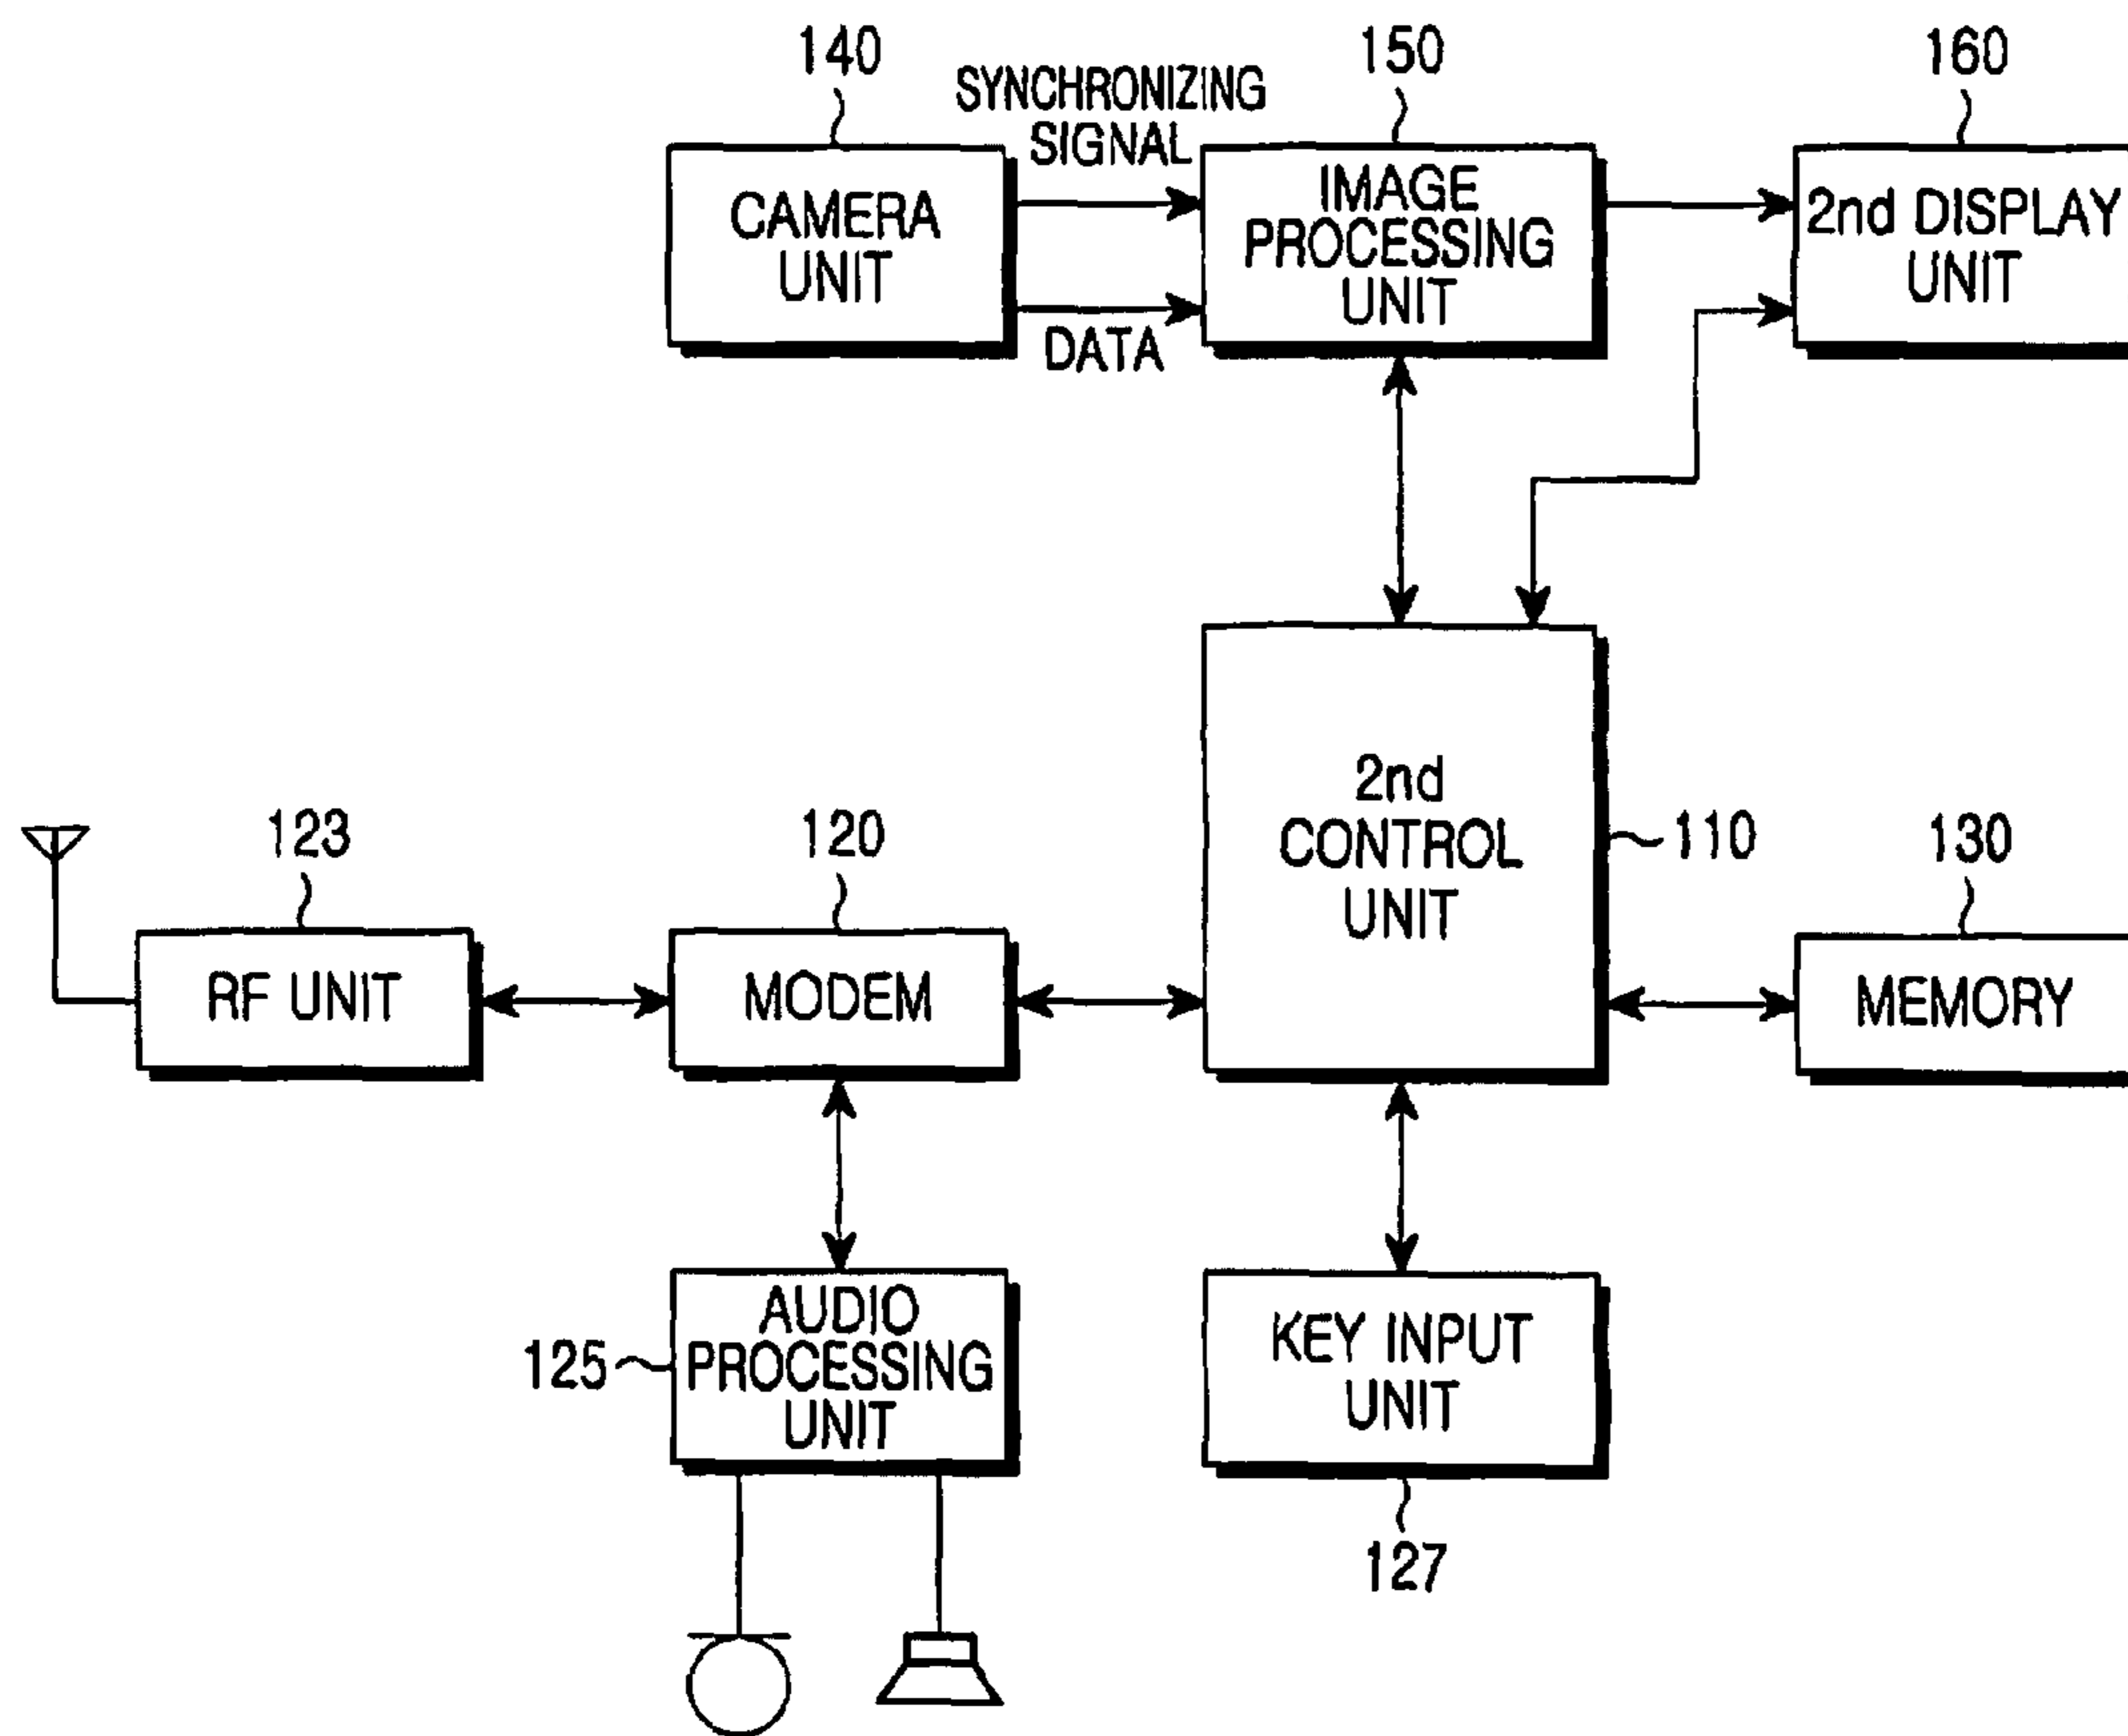 140
SYNCHRONIZING
SIGNAL
150
160
CAMERA
UNIT
IMAGE
PROCESSING
UNIT
2nd DISPLAY
UNIT
DATA
2nd
CONTROL
UNIT
110
123
120
130
RF UNIT
MODEM
MEMORY
125
AUDIO
PROCESSING
UNIT
KEY INPUT
UNIT
127